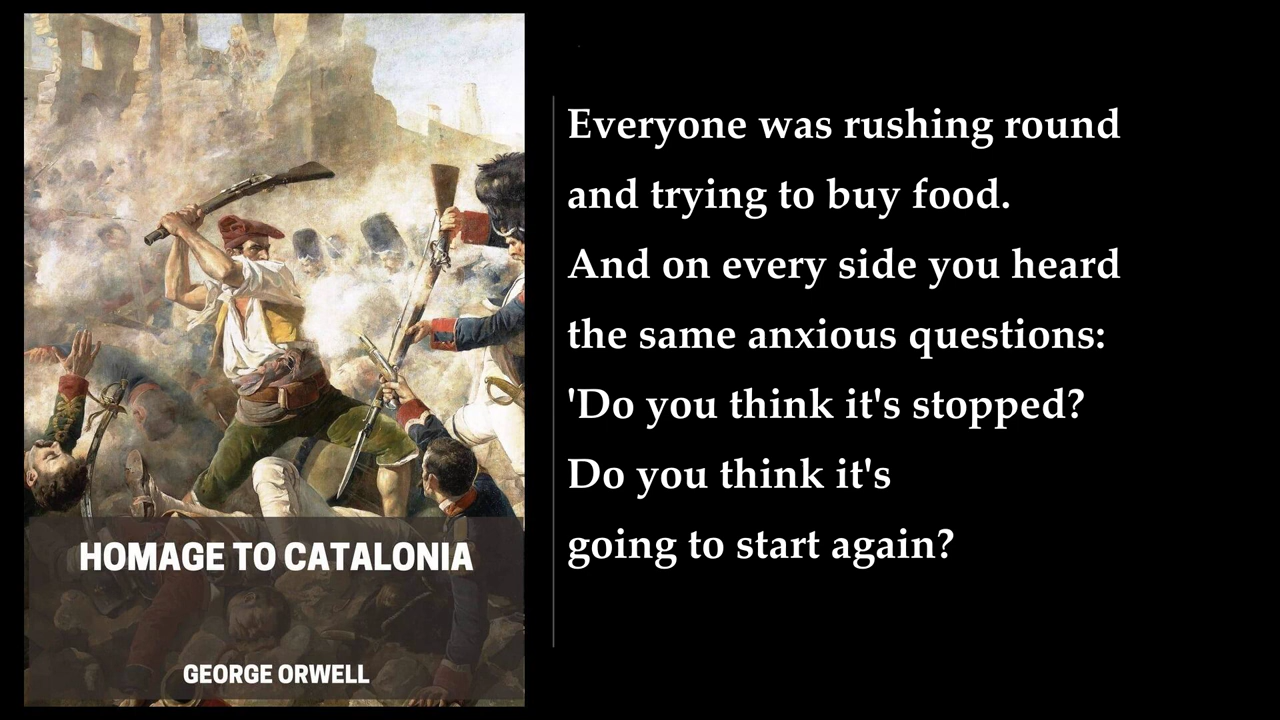 HOMAGE TO CATALONIA
GEORGE ORWELL
Everyone was rushing round
and trying to buy food.
And on every side you heard
the same anxious questions:
'Do you think it's stopped?
Do you think it's
going to start again?